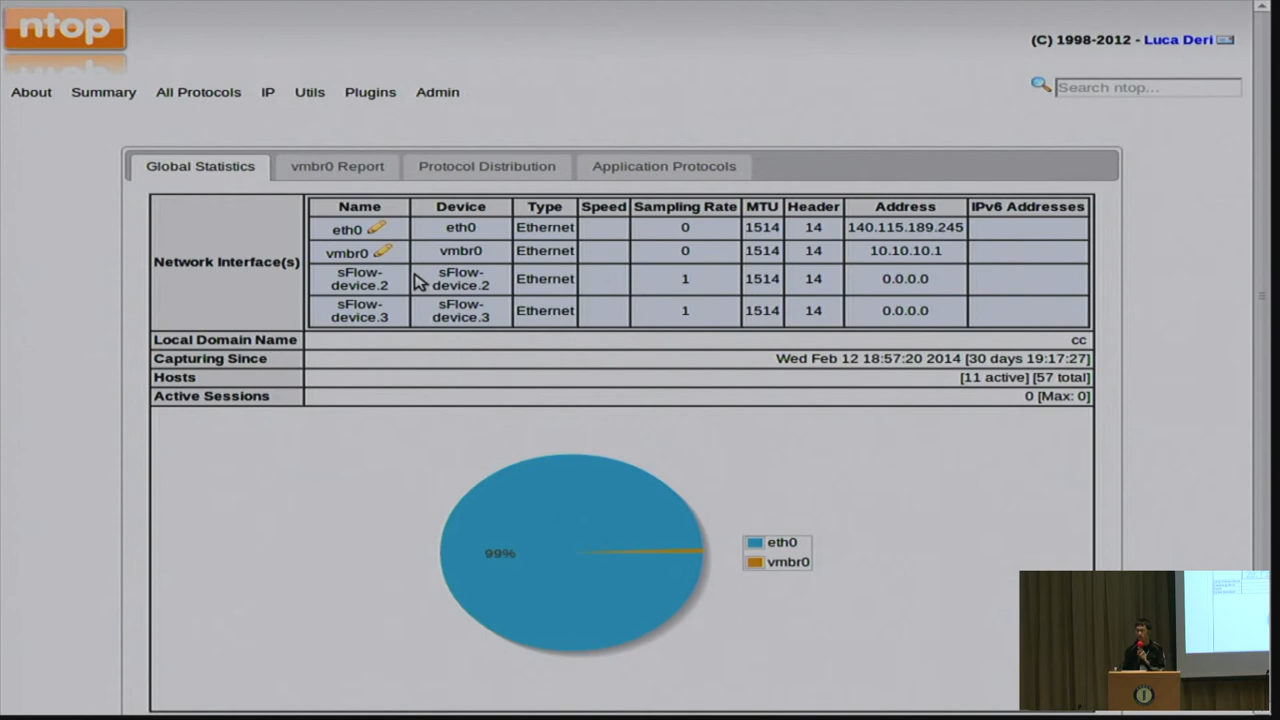 ntop
(C) 1998-2012 - Luca Deri
About Summary All Protocols IP Utils Plugins Admin
Search ntop...
Global Statistics vmbr0 Report Protocol Distribution Application Protocols
Network Interface(s)
Name Device Type Speed Sampling Rate MTU Header Address IPv6 Addresses
eth0 eth0 Ethernet 0 1514 14 140.115.189.245
vmbr0 vmbr0 Ethernet 0 1514 14 10.10.10.1
sFlow-device.2 sFlow-device.2 Ethernet 1 1514 14 0.0.0.0
sFlow-device.3 sFlow-device.3 Ethernet 1 1514 14 0.0.0.0
Local Domain Name cc
Capturing Since Wed Feb 12 18:57:20 2014 [30 days 19:17:27]
Hosts [11 active] [57 total]
Active Sessions 0 [Max: 0]
99%
eth0
vmbr0